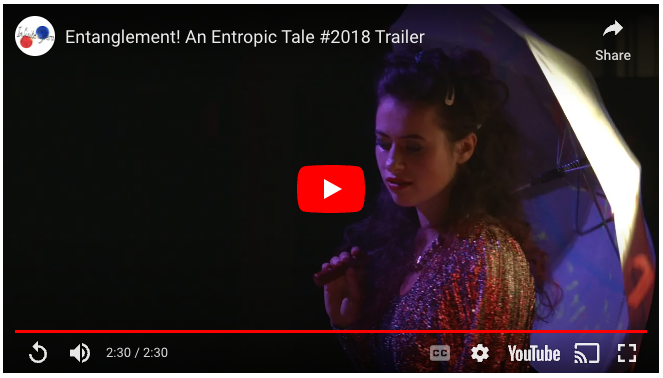 Entanglement! An Entropic Tale #2018 Trailer
Share
2:30 / 2:30
CC
YouTube